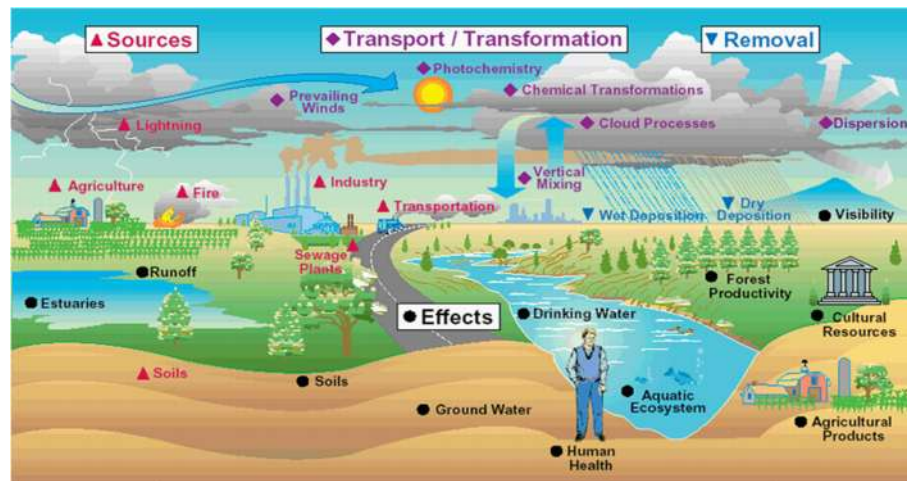 Sources
Transport / Transformation
Removal
Photochemistry
Prevailing
Winds
Chemical Transformations
Lightning
Cloud Processes
Dispersion
Agriculture
Fire
Industry
Vertical
Mixing
Transportation
Wet Deposition
Dry
Deposition
Visibility
Sewage
Plants
Runoff
Estuaries
Forest
Productivity
Effects
Drinking Water
Cultural
Resources
Soils
Soils
Ground Water
Aquatic
Ecosystem
Agricultural
Products
Human
Health